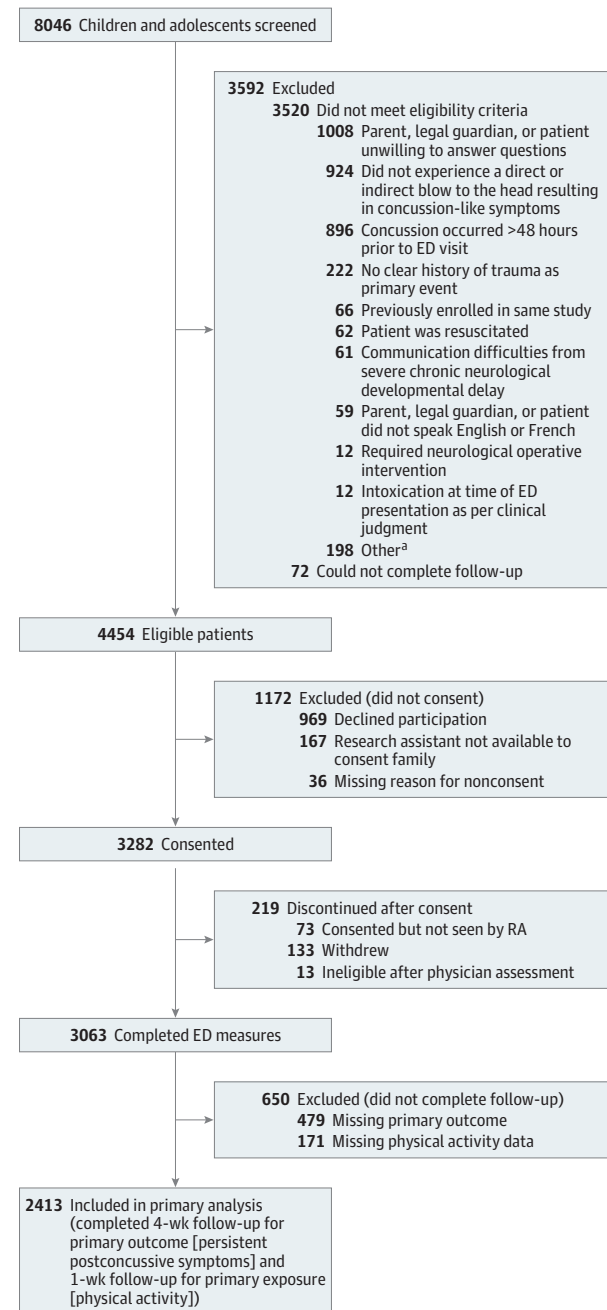 8046 Children and adolescents screened
3592 Excluded
3520 Did not meet eligibility criteria
1008 Parent, legal guardian, or patient
unwilling to answer questions
924 Did not experience a direct or
indirect blow to the head resulting
in concussion-like symptoms
896 Concussion occurred >48 hours
prior to ED visit
222 No clear history of trauma as
primary event
66 Previously enrolled in same study
62 Patient was resuscitated
61 Communication difficulties from
severe chronic neurological
developmental delay
59 Parent, legal guardian, or patient
did not speak English or French
12 Required neurological operative
intervention
12 Intoxication at time of ED
presentation as per clinical
judgment
198 Otherᵃ
72 Could not complete follow-up
4454 Eligible patients
1172 Excluded (did not consent)
969 Declined participation
167 Research assistant not available to
consent family
36 Missing reason for nonconsent
3282 Consented
219 Discontinued after consent
73 Consented but not seen by RA
133 Withdrew
13 Ineligible after physician assessment
3063 Completed ED measures
650 Excluded (did not complete follow-up)
479 Missing primary outcome
171 Missing physical activity data
2413 Included in primary analysis
(completed 4-wk follow-up for
primary outcome [persistent
postconcussive symptoms] and
1-wk follow-up for primary exposure
[physical activity])